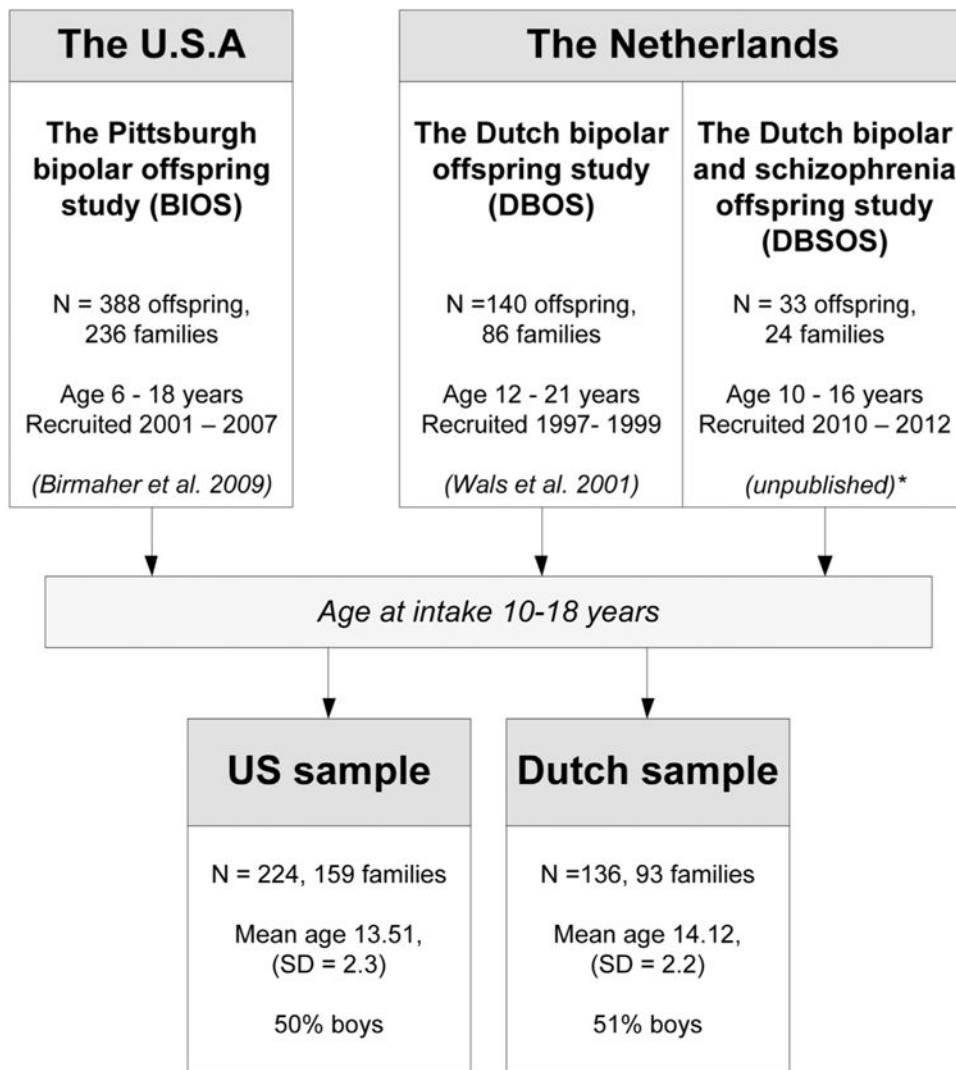 The U.S.A
The Pittsburgh
bipolar offspring
study (BIOS)
N = 388 offspring,
236 families
Age 6 - 18 years
Recruited 2001 – 2007
(Birmaher et al. 2009)
The Netherlands
The Dutch bipolar
offspring study
(DBOS)
N =140 offspring,
86 families
Age 12 - 21 years
Recruited 1997- 1999
(Wals et al. 2001)
The Dutch bipolar
and schizophrenia
offspring study
(DBSOS)
N = 33 offspring,
24 families
Age 10 - 16 years
Recruited 2010 – 2012
(unpublished)*
Age at intake 10-18 years
US sample
N = 224, 159 families
Mean age 13.51,
(SD = 2.3)
50% boys
Dutch sample
N =136, 93 families
Mean age 14.12,
(SD = 2.2)
51% boys